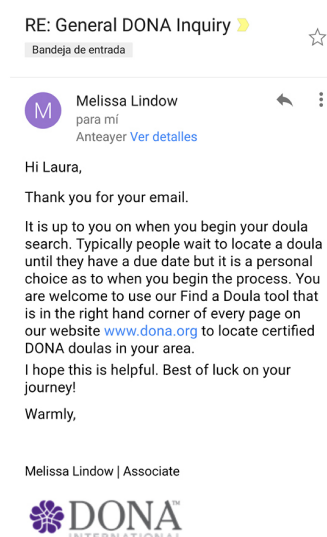 RE: General DONA Inquiry
Bandeja de entrada
M
Melissa Lindow
para mí
Anteayer Ver detalles
Hi Laura,
Thank you for your email.
It is up to you on when you begin your doula
search. Typically people wait to locate a doula
until they have a due date but it is a personal
choice as to when you begin the process. You
are welcome to use our Find a Doula tool that
is in the right hand corner of every page on
our website www.dona.org to locate certified
DONA doulas in your area.
I hope this is helpful. Best of luck on your
journey!
Warmly,
Melissa Lindow | Associate
DONA™
INTERNATIONAL